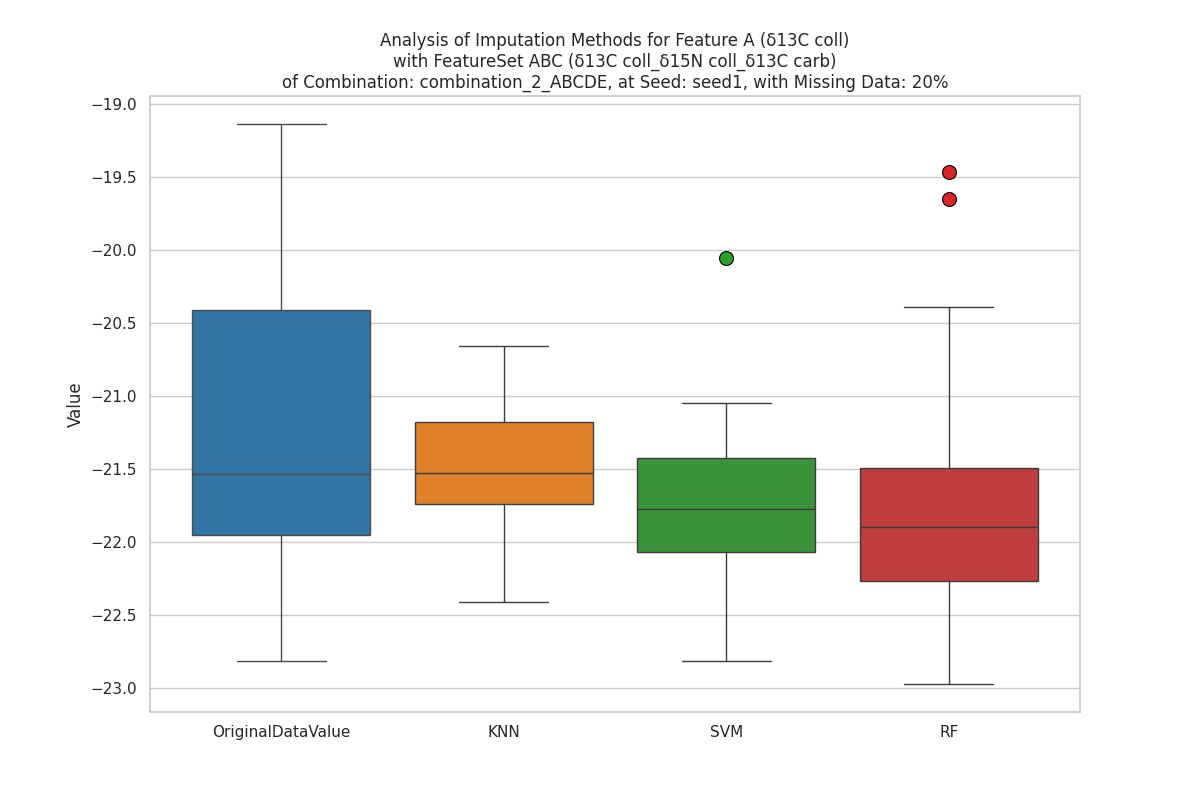 Analysis of Imputation Methods for Feature A (δ13C coll)
with FeatureSet ABC (δ13C coll_δ15N coll_δ13C carb)
of Combination: combination_2_ABCDE, at Seed: seed1, with Missing Data: 20%
−19.0
−19.5
−20.0
−20.5
−21.0
−21.5
−22.0
−22.5
−23.0
Value
OriginalDataValue
KNN
SVM
RF